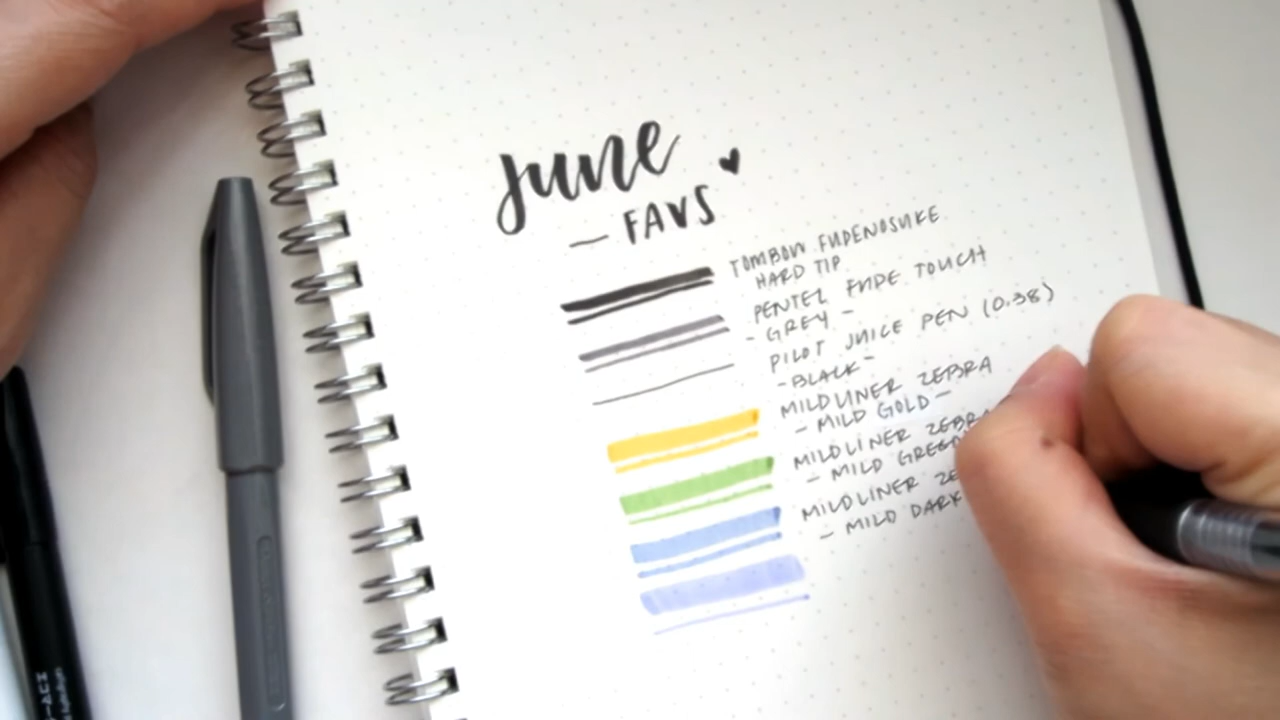 June
— FAVS
TOMBOW FUDENOSUKE
HARD TIP
PENTEL FUDE TOUCH
- GREY -
PILOT JUICE PEN (0.38)
- BLACK -
MILDLINER ZEBRA
- MILD GOLD -
MILDLINER ZEBRA
- MILD GREEN
MILDLINER ZE
- MILD DARK